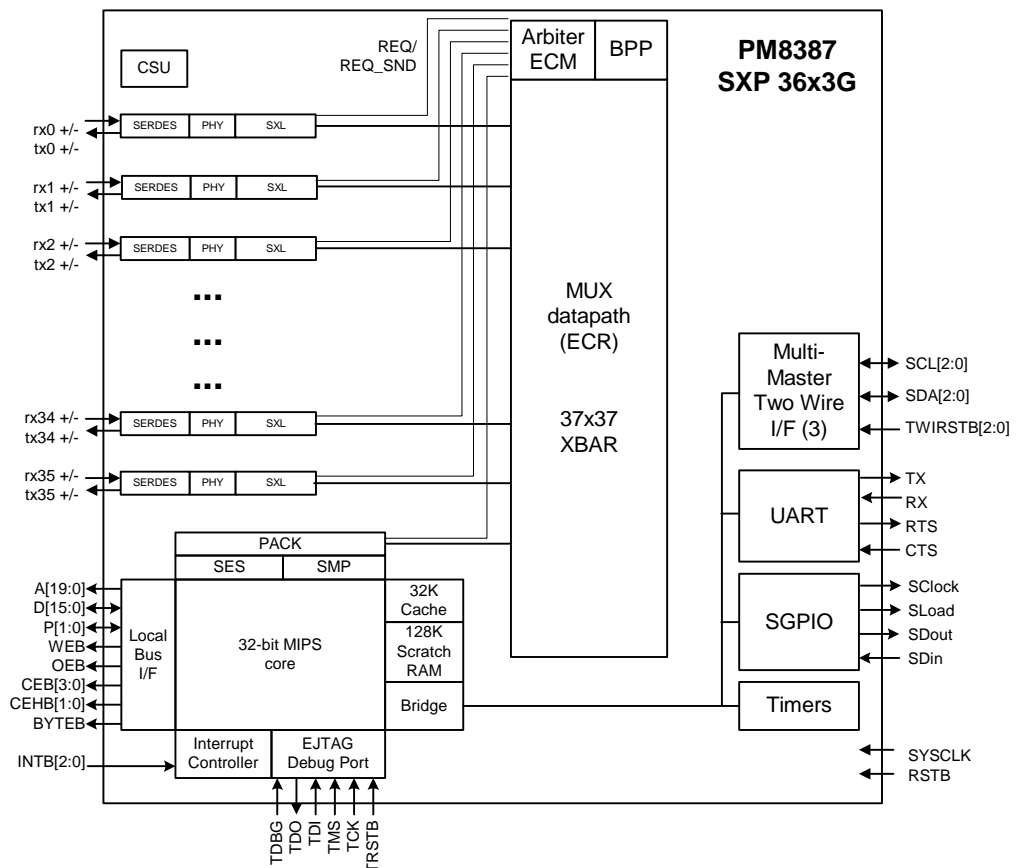 PM8387
SXP 36x3G
CSU
REQ/
REQ_SND
Arbiter
ECM
BPP
rx0 +/-
tx0 +/-
SERDES PHY SXL
rx1 +/-
tx1 +/-
SERDES PHY SXL
rx2 +/-
tx2 +/-
SERDES PHY SXL
...
...
...
rx34 +/-
tx34 +/-
SERDES PHY SXL
rx35 +/-
tx35 +/-
SERDES PHY SXL
MUX
datapath
(ECR)
37x37
XBAR
Multi-
Master
Two Wire
I/F (3)
SCL[2:0]
SDA[2:0]
TWIRSTB[2:0]
UART
TX
RX
RTS
CTS
SGPIO
SClock
SLoad
SDout
SDin
Timers
SYSCLK
RSTB
PACK
SES
SMP
A[19:0]
D[15:0]
P[1:0]
WEB
OEB
CEB[3:0]
CEHB[1:0]
BYTEB
Local
Bus
I/F
32-bit MIPS
core
32K
Cache
128K
Scratch
RAM
Bridge
INTB[2:0]
Interrupt
Controller
EJTAG
Debug Port
TDBG
TDO
TDI
TMS
TCK
TRSTB